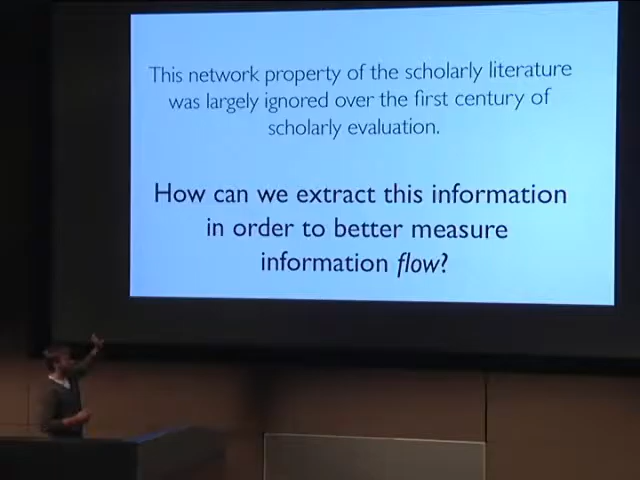 This network property of the scholarly literature
was largely ignored over the first century of
scholarly evaluation.
How can we extract this information
in order to better measure
information flow?